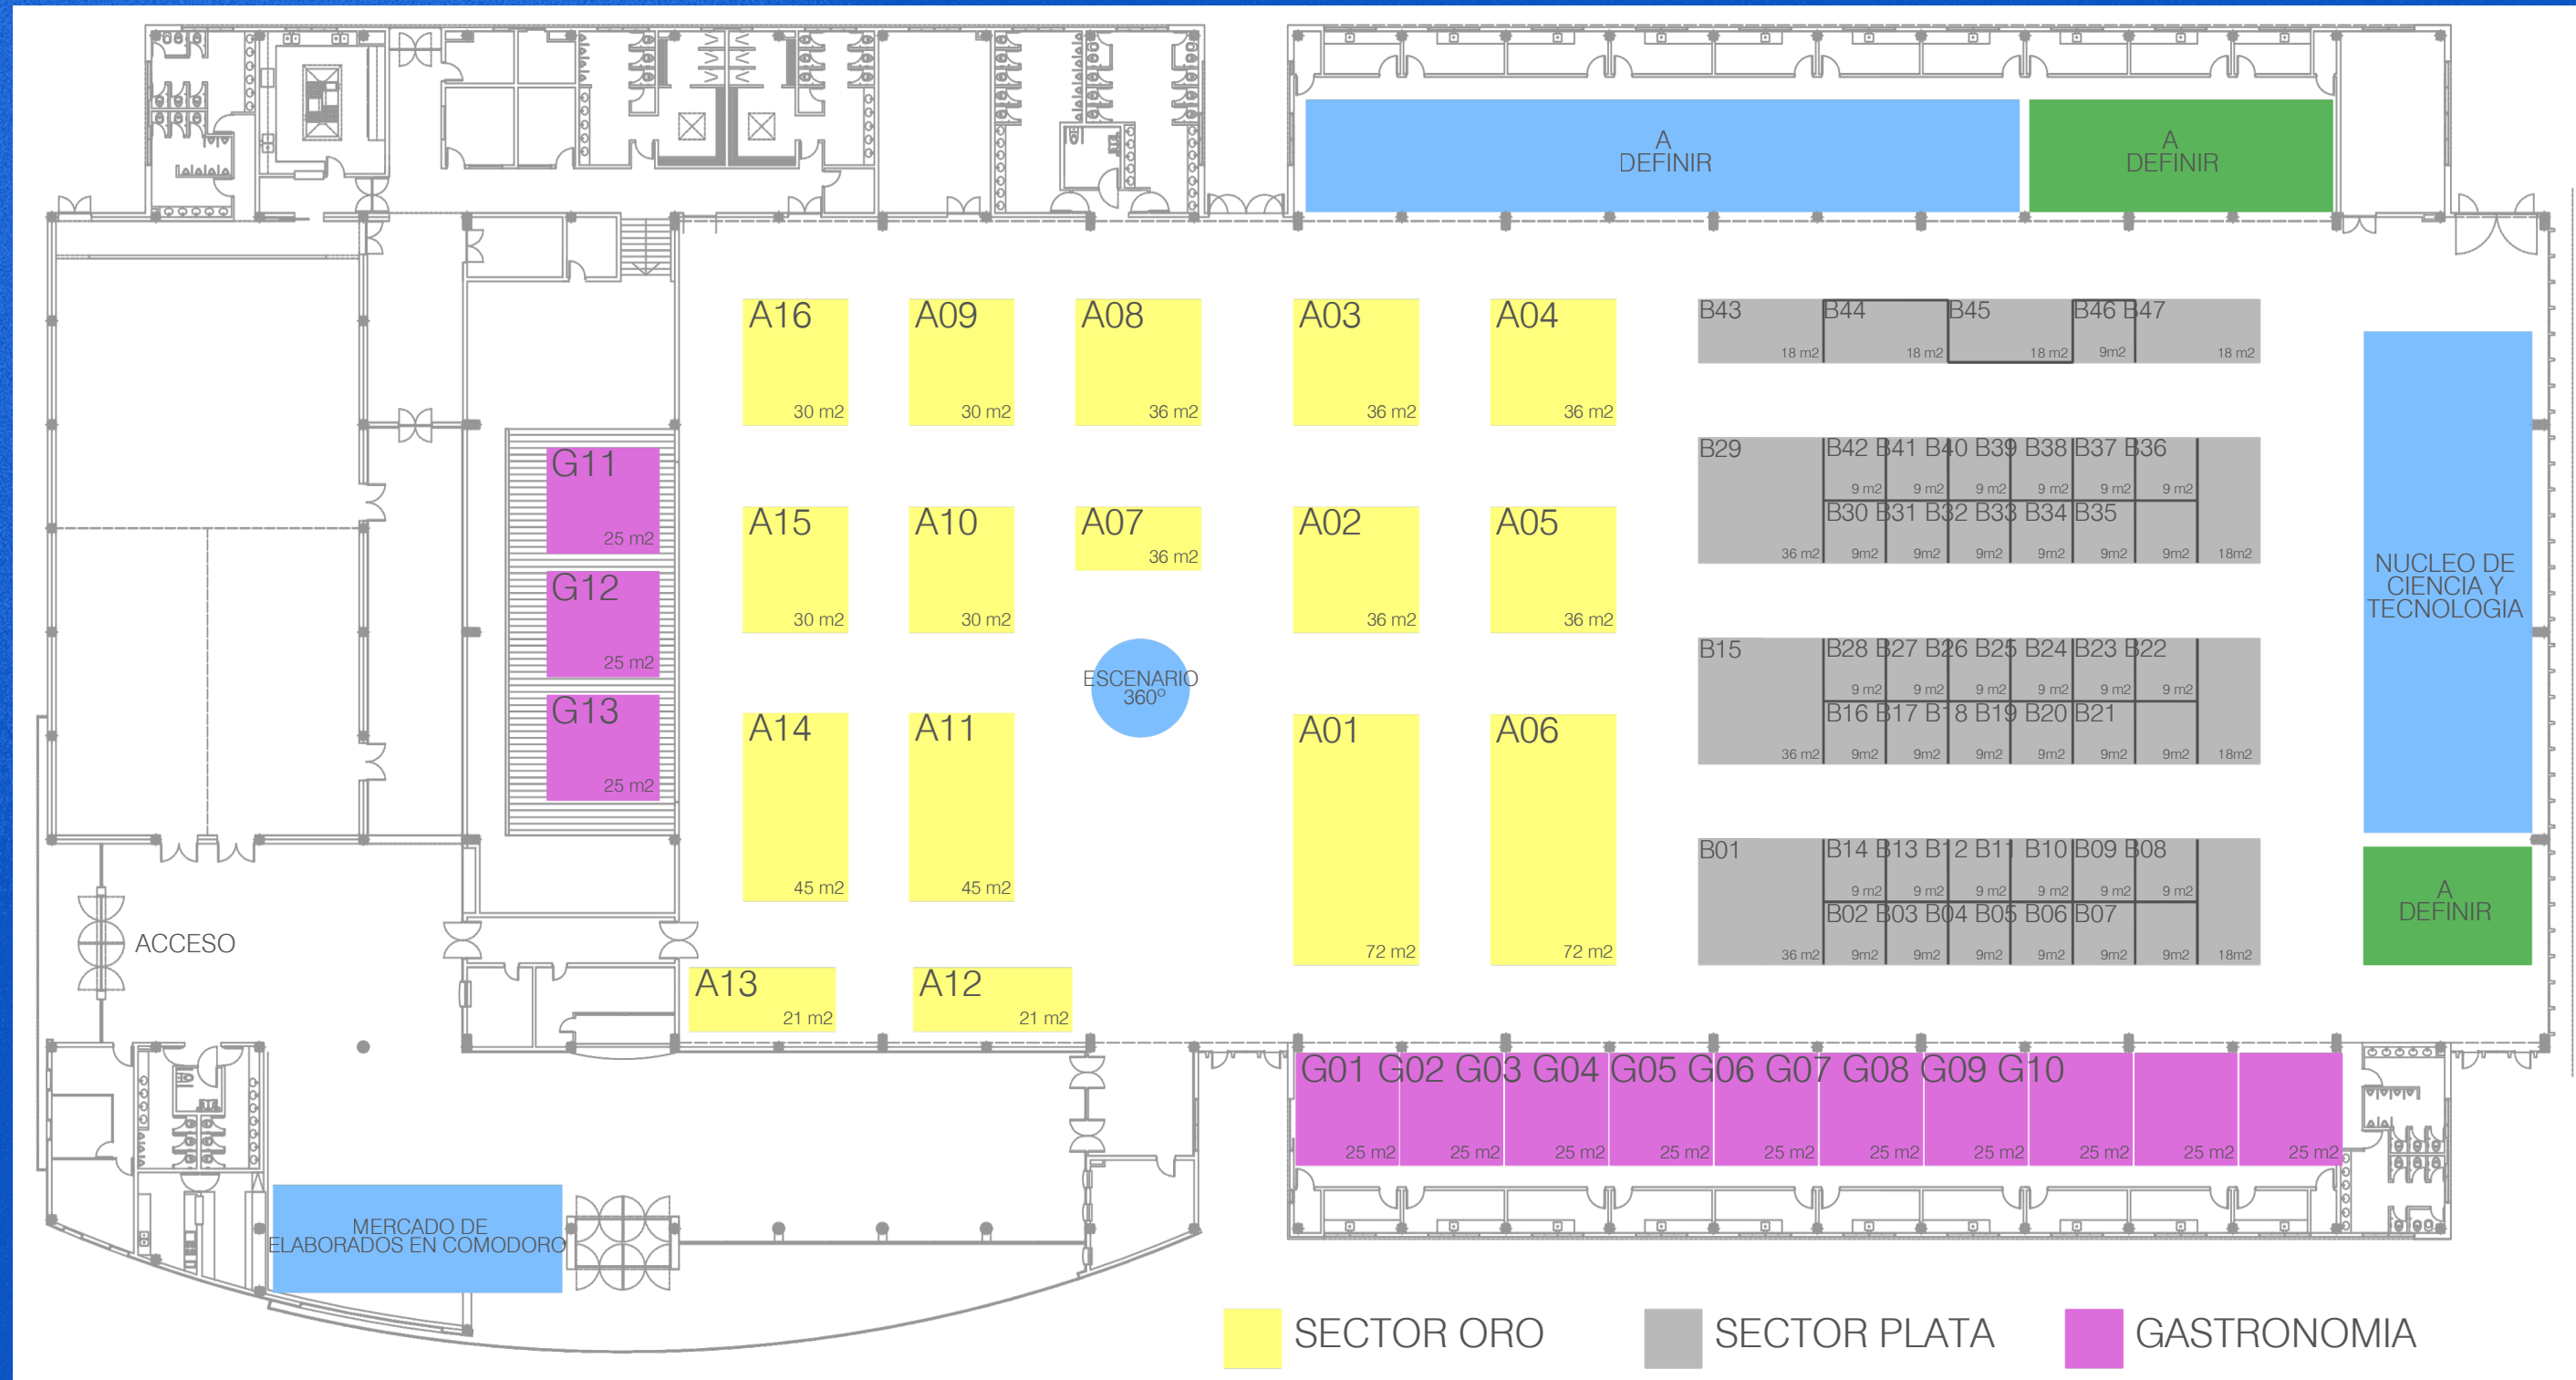 A
DEFINIR
A
DEFINIR
A16
30 m2
A09
30 m2
A08
36 m2
A03
36 m2
A04
36 m2
B43
18 m2
B44
18 m2
B45
18 m2
B46 B47
9m2
18 m2
G11
25 m2
G12
25 m2
G13
25 m2
A15
30 m2
A10
30 m2
A07
36 m2
A02
36 m2
A05
36 m2
B29
36 m2
B42 B41 B40 B39 B38 B37 B36
9 m2 9 m2 9 m2 9 m2 9 m2 9 m2
B30 B31 B32 B33 B34 B35
9m2 9m2 9m2 9m2 9m2 9m2 18m2
NUCLEO DE
CIENCIA Y
TECNOLOGIA
ESCENARIO
360º
B15
36 m2
B28 B27 B26 B25 B24 B23 B22
9 m2 9 m2 9 m2 9 m2 9 m2 9 m2
B16 B17 B18 B19 B20 B21
9m2 9m2 9m2 9m2 9m2 9m2 18m2
A14
45 m2
A11
45 m2
A01
72 m2
A06
72 m2
B01
36 m2
B14 B13 B12 B11 B10 B09 B08
9 m2 9 m2 9 m2 9 m2 9 m2 9 m2
B02 B03 B04 B05 B06 B07
9m2 9m2 9m2 9m2 9m2 9m2 18m2
A
DEFINIR
ACCESO
A13
21 m2
A12
21 m2
G01 G02 G03 G04 G05 G06 G07 G08 G09 G10
25 m2 25 m2 25 m2 25 m2 25 m2 25 m2 25 m2 25 m2 25 m2 25 m2
MERCADO DE
ELABORADOS EN COMODORO
SECTOR ORO
SECTOR PLATA
GASTRONOMIA